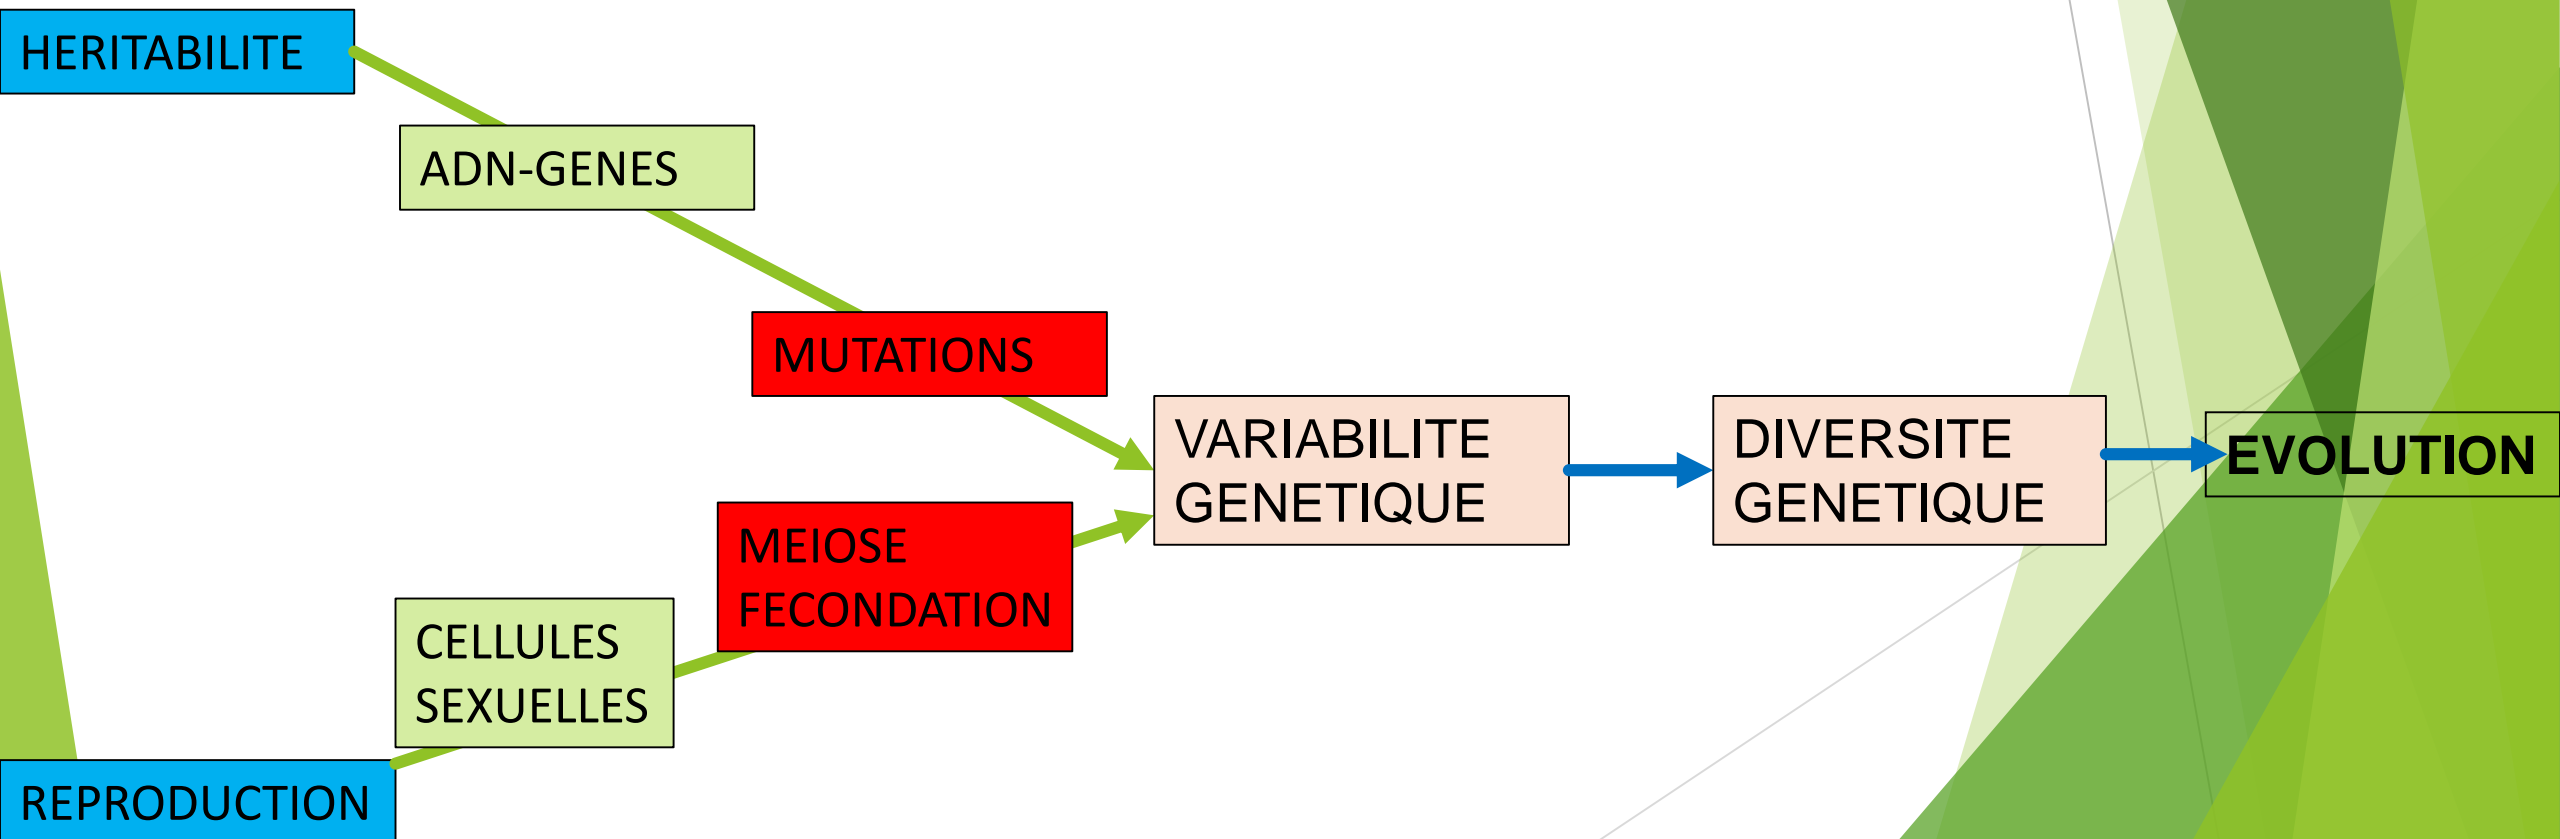 HERITABILITE
ADN-GENES
MUTATIONS
MEIOSE
FECONDATION
CELLULES
SEXUELLES
REPRODUCTION
VARIABILITE
GENETIQUE
DIVERSITE
GENETIQUE
EVOLUTION